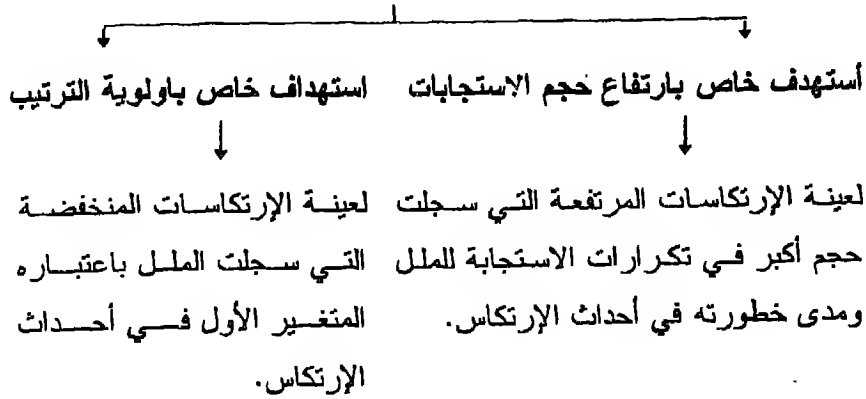 أستهدف خاص بارتفاع حجم الاستجابات
استهداف خاص باولوية الترتيب
لعينة الإرتكاسات المرتفعة التي سجلت
حجم أكبر في تكرارات الاستجابة للملل
ومدى خطورته في أحداث الإرتكاس.
لعينة الإرتكاسات المنخفضة
التي سجلت الملل باعتباره
المتغير الأول في أحداث
الإرتكاس.